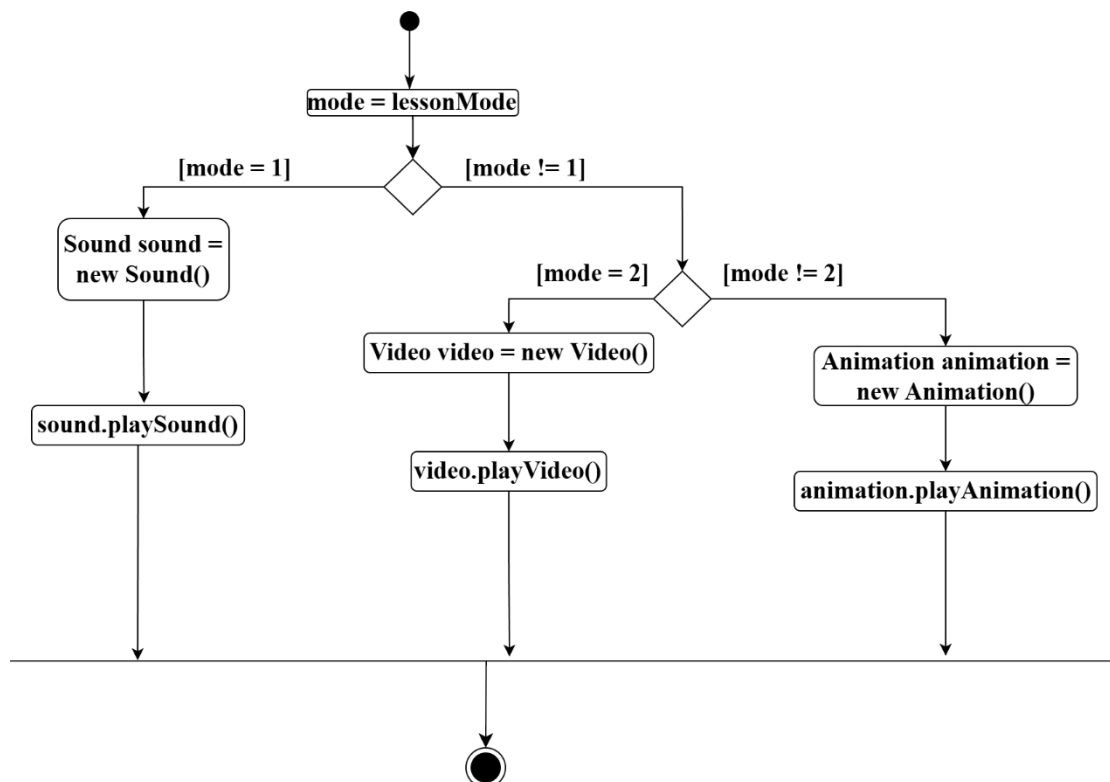 mode = lessonMode
[mode = 1]
[mode != 1]
Sound sound =
new Sound()
[mode = 2]
[mode != 2]
Video video = new Video()
Animation animation =
new Animation()
sound.playSound()
video.playVideo()
animation.playAnimation()